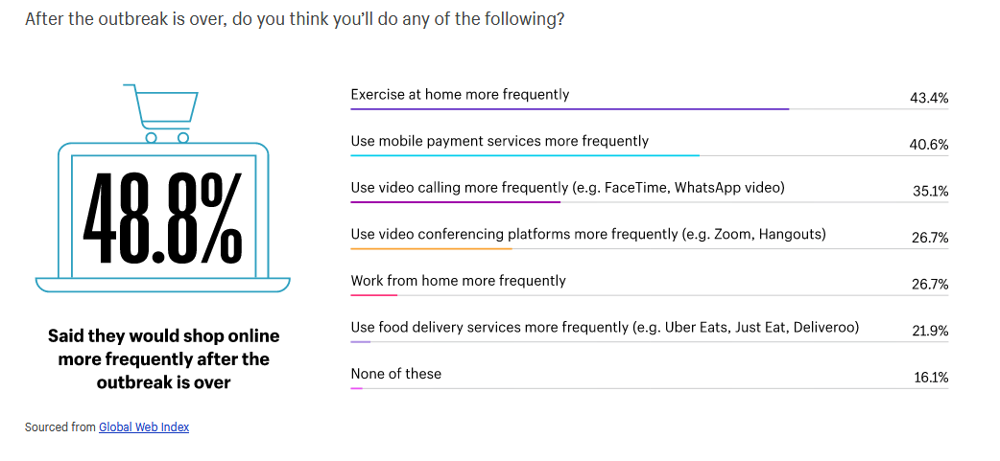 After the outbreak is over, do you think you’ll do any of the following?
48.8%
Said they would shop online
more frequently after the
outbreak is over
Exercise at home more frequently 43.4%
Use mobile payment services more frequently 40.6%
Use video calling more frequently (e.g. FaceTime, WhatsApp video) 35.1%
Use video conferencing platforms more frequently (e.g. Zoom, Hangouts) 26.7%
Work from home more frequently 26.7%
Use food delivery services more frequently (e.g. Uber Eats, Just Eat, Deliveroo) 21.9%
None of these 16.1%
Sourced from Global Web Index